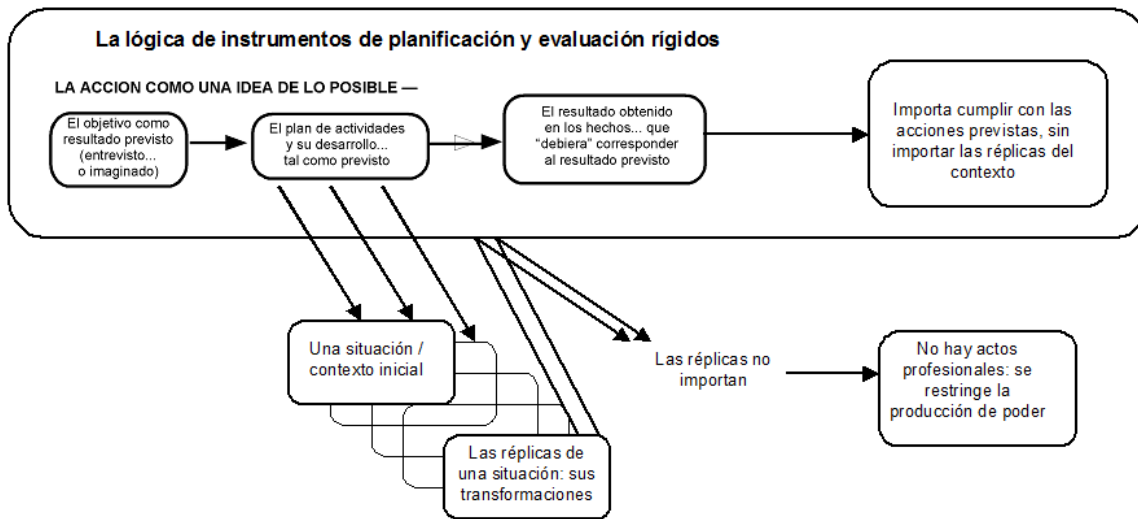 La lógica de instrumentos de planificación y evaluación rígidos
LA ACCION COMO UNA IDEA DE LO POSIBLE —
El objetivo como
resultado previsto
(entrevisto...
o imaginado)
El plan de actividades
y su desarrollo...
tal como previsto
El resultado obtenido
en los hechos... que
“debiera” corresponder
al resultado previsto
Importa cumplir con las
acciones previstas, sin
importar las réplicas del
contexto
Una situación /
contexto inicial
Las réplicas de
una situación: sus
transformaciones
Las réplicas no
importan
No hay actos
profesionales: se
restringe la
producción de poder